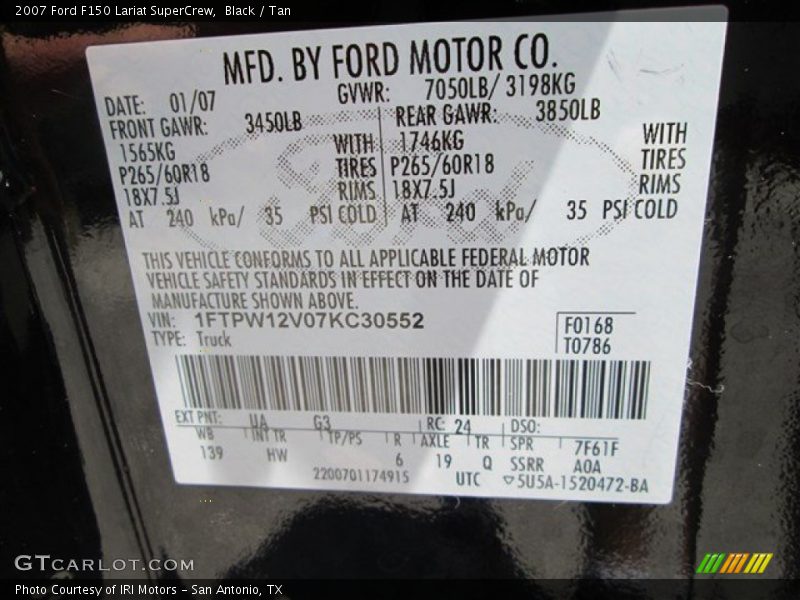 2007 Ford F150 Lariat SuperCrew, Black / Tan
MFD. BY FORD MOTOR CO.
DATE: 01/07 GVWR: 7050LB/ 3198KG
FRONT GAWR: 3450LB REAR GAWR: 3850LB
1565KG WITH 1746KG WITH
P265/60R18 TIRES P265/60R18 TIRES
18X7.5J RIMS 18X7.5J RIMS
AT 240 kPa/ 35 PSI COLD AT 240 kPa/ 35 PSI COLD
THIS VEHICLE CONFORMS TO ALL APPLICABLE FEDERAL MOTOR
VEHICLE SAFETY STANDARDS IN EFFECT ON THE DATE OF
MANUFACTURE SHOWN ABOVE.
VIN: 1FTPW12V07KC30552 F0168
TYPE: Truck T0786
EXT PNT: UA G3 RC: 24 DSO:
WB INT TR TP/PS R AXLE TR SPR 7F61F
139 HW 6 19 Q SSRR A0A
2200701174915 UTC ▽5U5A-1520472-BA
GTCARLOT.COM
Photo Courtesy of IRI Motors – San Antonio, TX